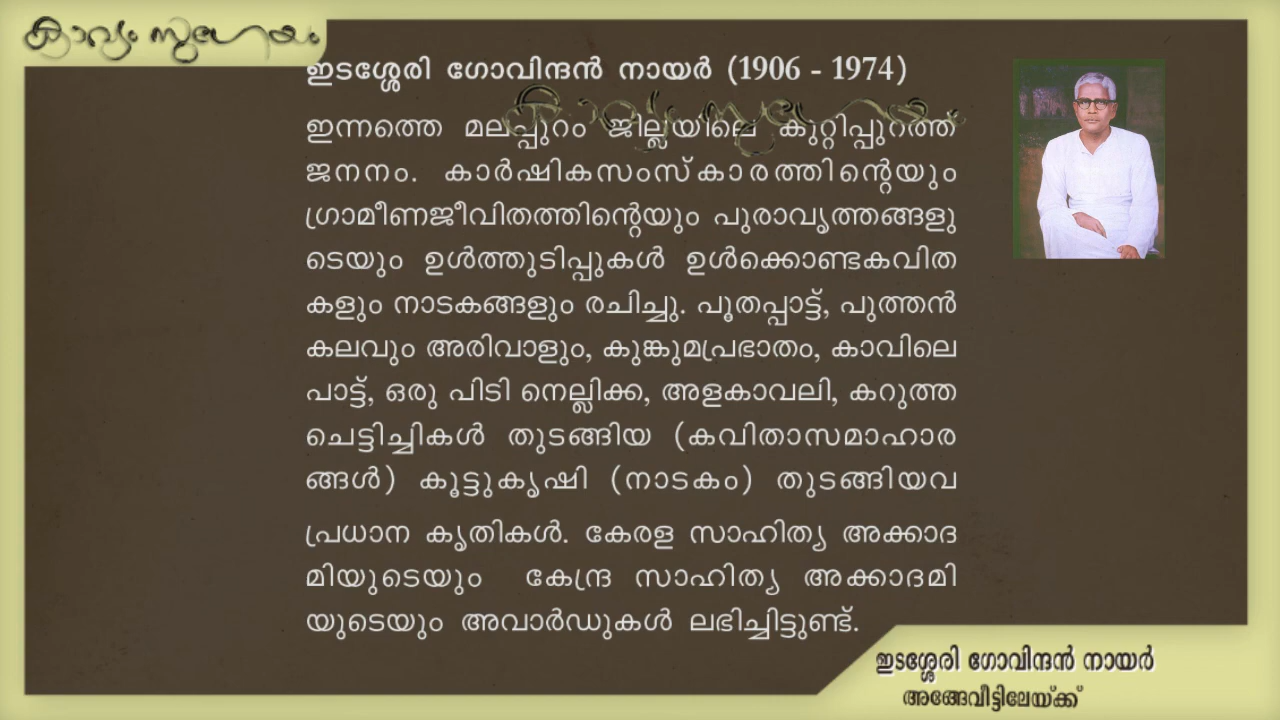 കാവ്യം സുഗേയം
ഇടശ്ശേരി ഗോവിന്ദൻ നായർ (1906 - 1974)
കാവ്യം സുഗേയം
ഇന്നത്തെ മലപ്പുറം ജില്ലയിലെ കുറ്റിപ്പുറത്ത്
ജനനം. കാർഷികസംസ്കാരത്തിന്റെയും
ഗ്രാമീണജീവിതത്തിന്റെയും പുരാവൃത്തങ്ങളു
ടെയും ഉൾത്തുടിപ്പുകൾ ഉൾക്കൊണ്ടകവിത
കളും നാടകങ്ങളും രചിച്ചു. പൂതപ്പാട്ട്, പുത്തൻ
കലവും അരിവാളും, കുങ്കുമപ്രഭാതം, കാവിലെ
പാട്ട്, ഒരു പിടി നെല്ലിക്ക, അളകാവലി, കറുത്ത
ചെട്ടിച്ചികൾ തുടങ്ങിയ (കവിതാസമാഹാര
ങ്ങൾ) കൂട്ടുകൃഷി (നാടകം) തുടങ്ങിയവ
പ്രധാന കൃതികൾ. കേരള സാഹിത്യ അക്കാദ
മിയുടെയും കേന്ദ്ര സാഹിത്യ അക്കാദമി
യുടെയും അവാർഡുകൾ ലഭിച്ചിട്ടുണ്ട്.
ഇടശ്ശേരി ഗോവിന്ദൻ നായർ
അങ്ങേവീട്ടിലേയ്ക്ക്